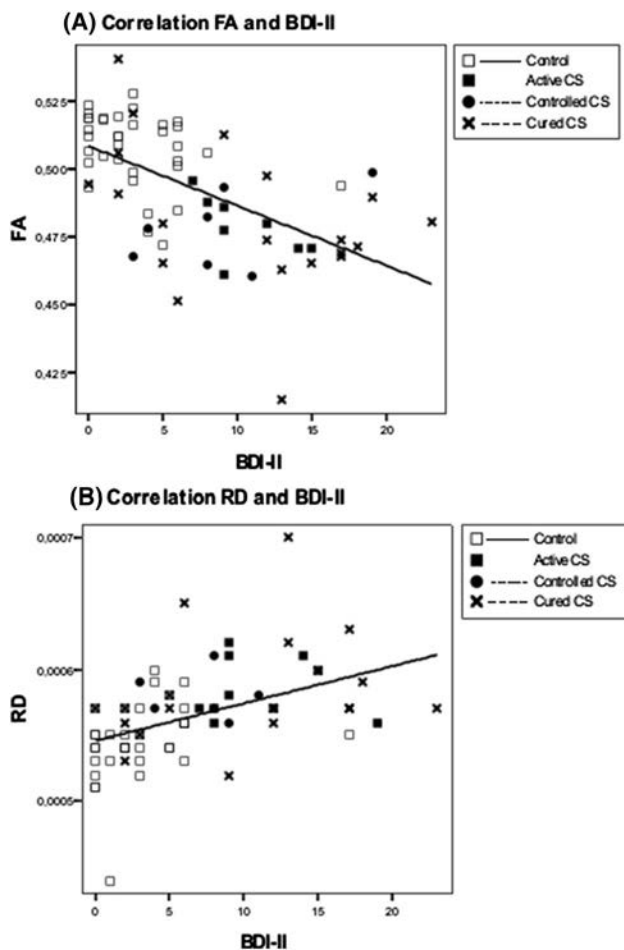 (A) Correlation FA and BDI-II
Control
Active CS
Controlled CS
Cured CS
0,525
0,500
0,475
0,450
0,425
FA
0 5 10 15 20
BDI-II
(B) Correlation RD and BDI-II
Control
Active CS
Controlled CS
Cured CS
0,0007
0,0006
0,0005
RD
0 5 10 15 20
BDI-II